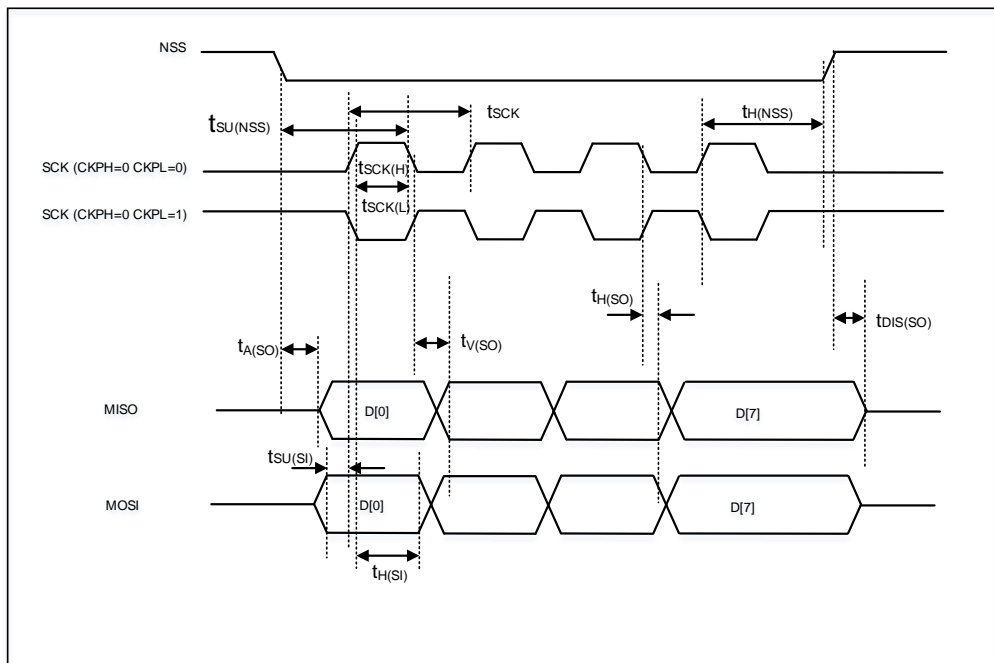 NSS
tSCK
tH(NSS)
tSU(NSS)
SCK (CKPH=0 CKPL=0)
tSCK(H)
tSCK(L)
SCK (CKPH=0 CKPL=1)
tH(SO)
tDIS(SO)
tA(SO)
tV(SO)
MISO
D[0]
D[7]
tSU(SI)
MOSI
D[0]
D[7]
tH(SI)